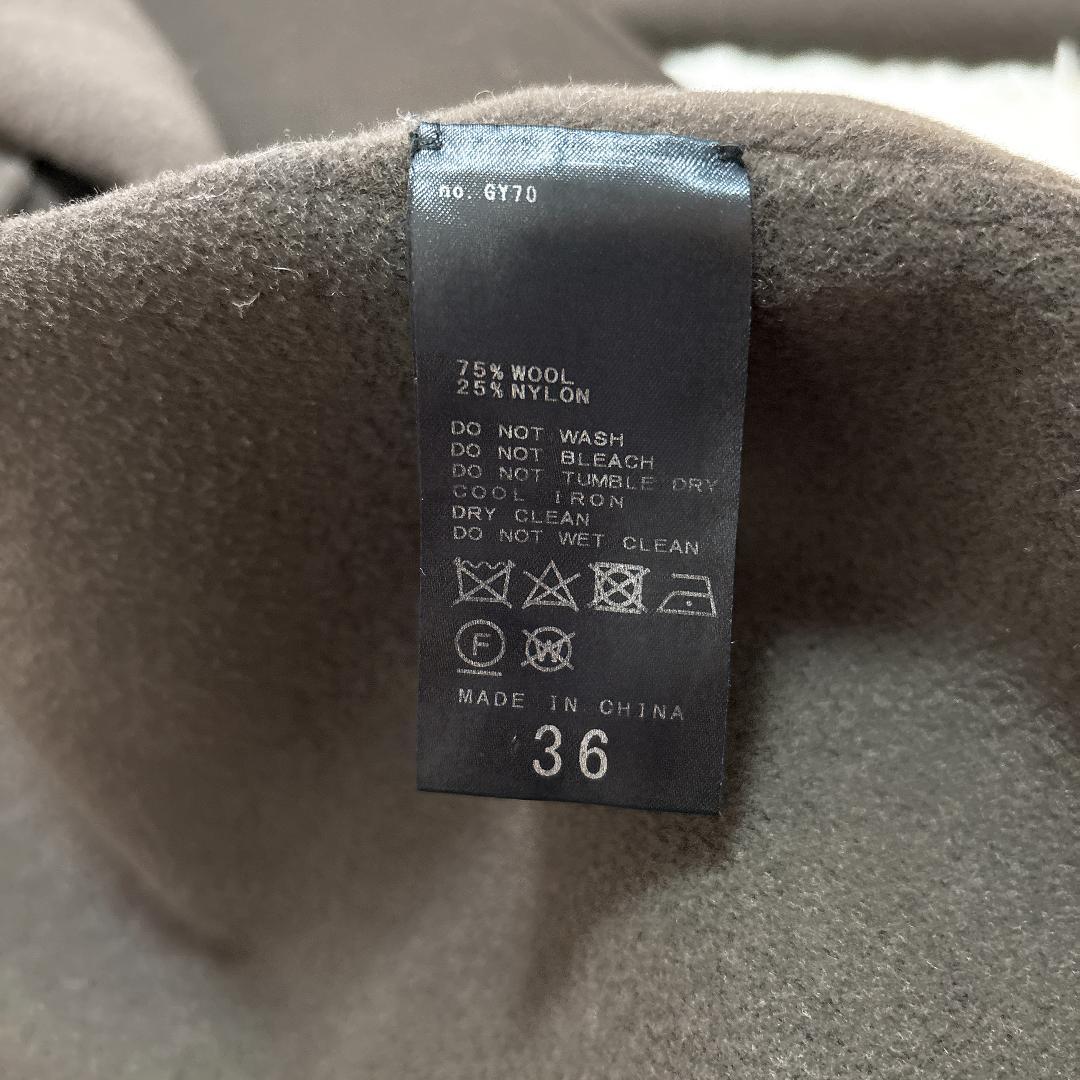 no. GY70
75% WOOL
25% NYLON
DO NOT WASH
DO NOT BLEACH
DO NOT TUMBLE DRY
COOL IRON
DRY CLEAN
DO NOT WET CLEAN
F W
MADE IN CHINA
36